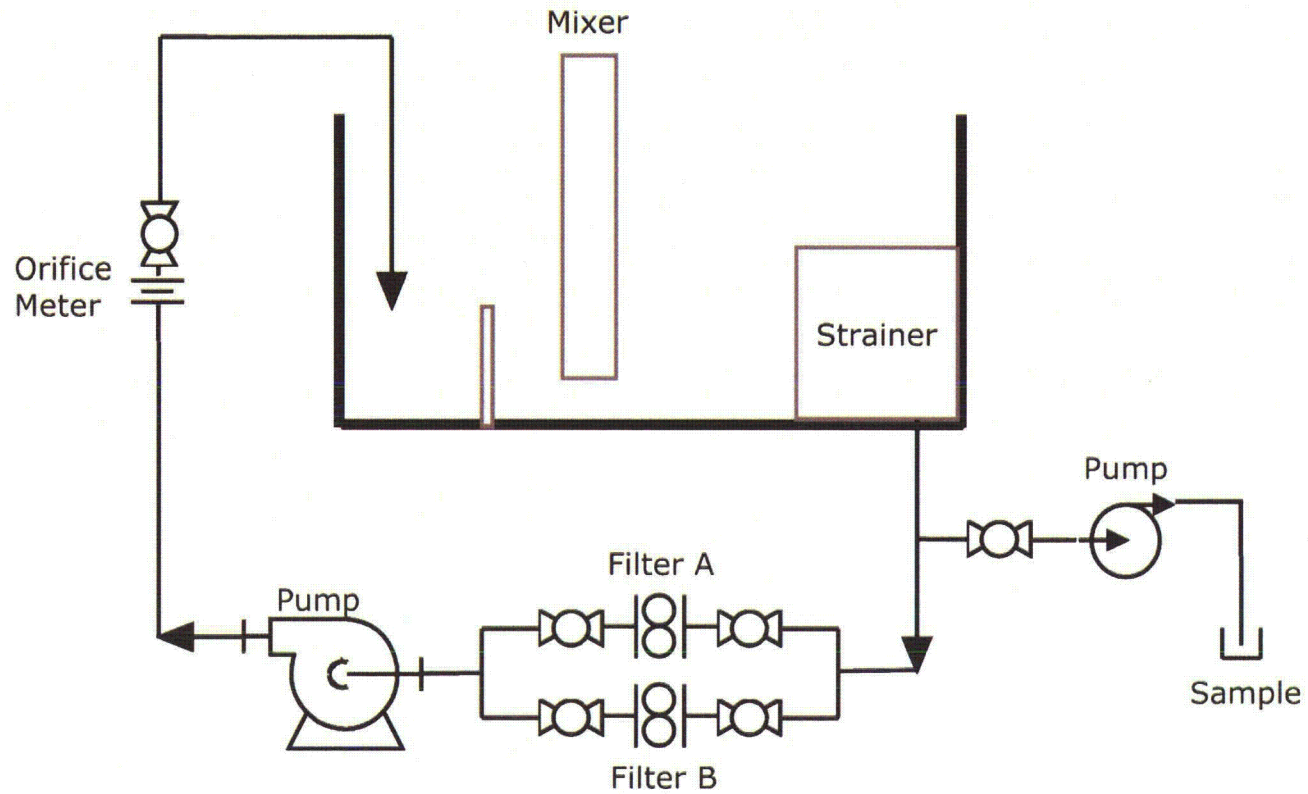 Mixer
Orifice
Meter
Strainer
Pump
Filter A
Pump
Sample
Filter B